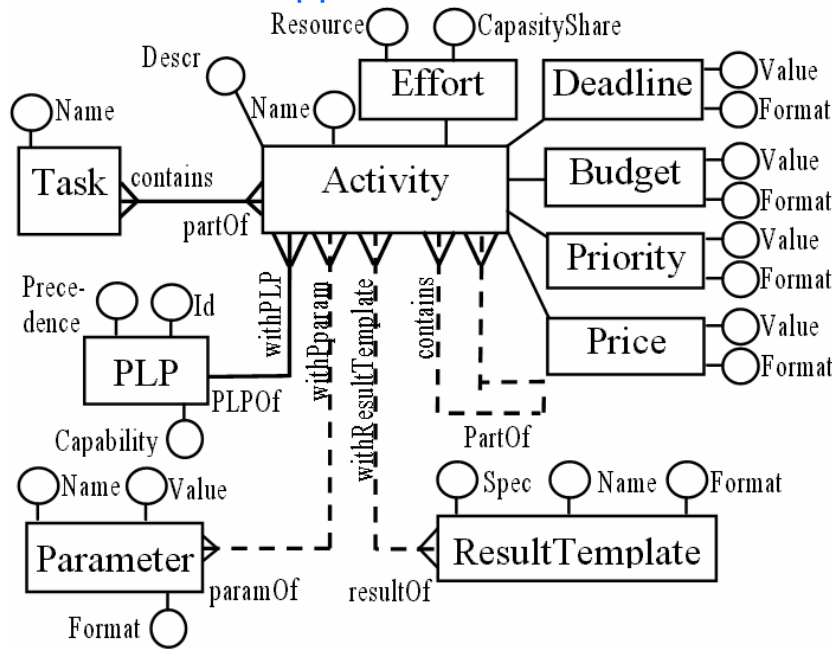 Resource
CapasityShare
Descr
Effort
Deadline
Value
Format
Name
Name
Task
contains
partOf
Activity
Budget
Value
Format
Priority
Value
Format
Prece-
dence
Id
withPLP
withPparam
withResultTemplate
contains
Price
Value
Format
PLP
PLPOf
PartOf
Capability
Name
Value
Spec
Name
Format
Parameter
paramOf
resultOf
ResultTemplate
Format